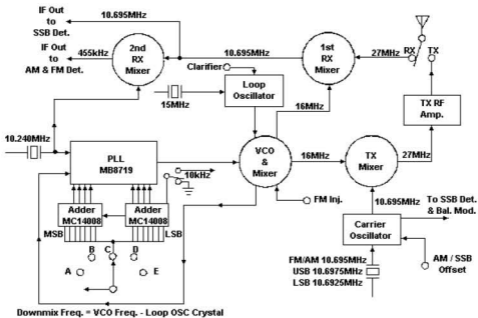 IF Out
to
SSB Det.
10.695MHz
IF Out
to
AM & FM Det.
455kHz
2nd
RX
Mixer
10.695MHz
1st
RX
Mixer
27MHz
RX
TX
Clarifier
15MHz
Loop
Oscillator
16MHz
TX RF
Amp.
10.240MHz
PLL
MB8719
10kHz
VCO
&
Mixer
16MHz
TX
Mixer
27MHz
Adder
MC14008
Adder
MC14008
MSB
LSB
FM Inj.
10.695MHz
To SSB Det
& Bal. Mod.
Carrier
Oscillator
B
C
D
A
E
FM/AM 10.695MHz
USB 10.6975MHz
LSB 10.6925MHz
AM / SSB
Offset
Downmix Freq. = VCO Freq. - Loop OSC Crystal